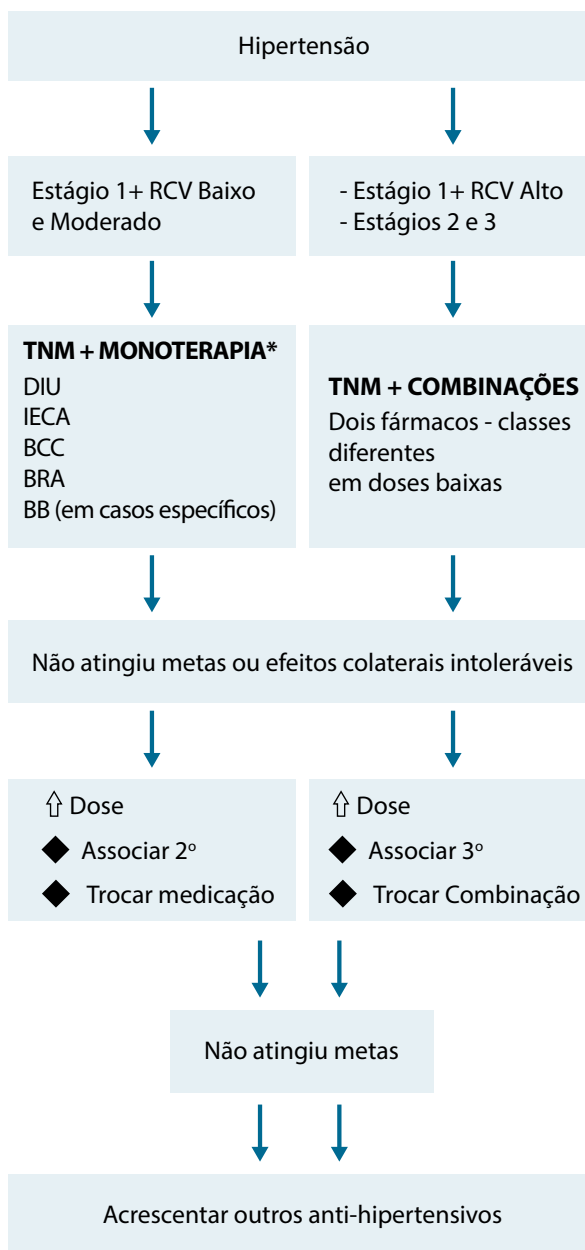 Hipertensão
Estágio 1+ RCV Baixo
e Moderado
- Estágio 1+ RCV Alto
- Estágios 2 e 3
TNM + MONOTERAPIA*
DIU
IECA
BCC
BRA
BB (em casos específicos)
TNM + COMBINAÇÕES
Dois fármacos - classes
diferentes
em doses baixas
Não atingiu metas ou efeitos colaterais intoleráveis
⇧ Dose
◆ Associar 2º
◆ Trocar medicação
⇧ Dose
◆ Associar 3º
◆ Trocar Combinação
Não atingiu metas
Acrescentar outros anti-hipertensivos